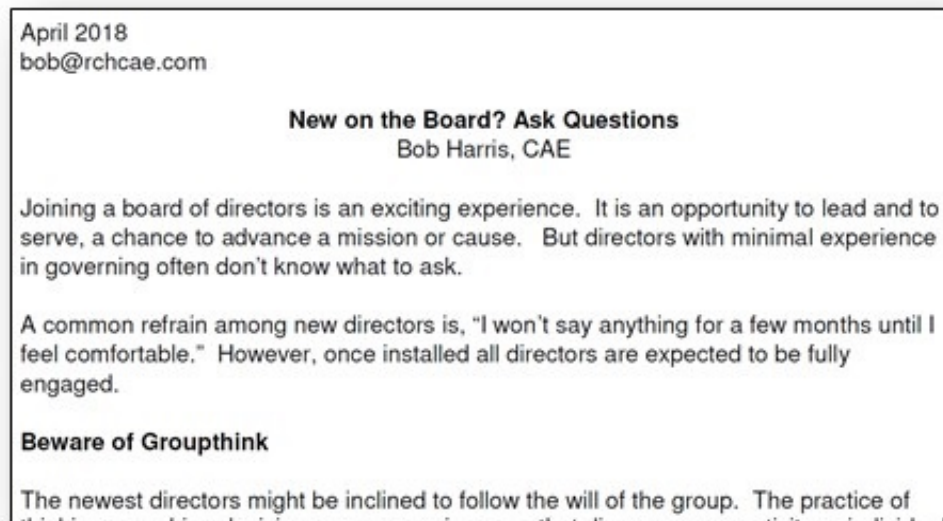 April 2018
bob@rchcae.com
New on the Board? Ask Questions
Bob Harris, CAE
Joining a board of directors is an exciting experience. It is an opportunity to lead and to
serve, a chance to advance a mission or cause. But directors with minimal experience
in governing often don't know what to ask.
A common refrain among new directors is, “I won't say anything for a few months until I
feel comfortable.” However, once installed all directors are expected to be fully
engaged.
Beware of Groupthink
The newest directors might be inclined to follow the will of the group. The practice of